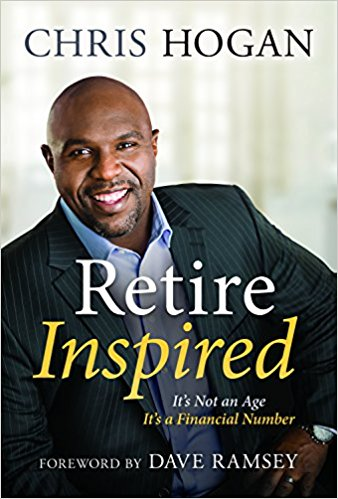 CHRIS HOGAN
Retire
Inspired
It's Not an Age
It's a Financial Number
FOREWORD BY DAVE RAMSEY